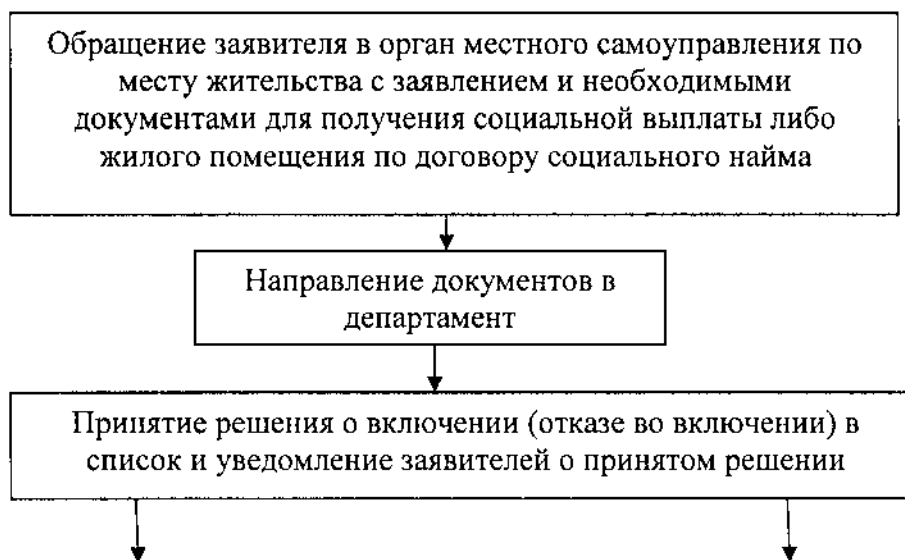 Обращение заявителя в орган местного самоуправления по
месту жительства с заявлением и необходимыми
документами для получения социальной выплаты либо
жилого помещения по договору социального найма
Направление документов в
департамент
Принятие решения о включении (отказе во включении) в
список и уведомление заявителей о принятом решении